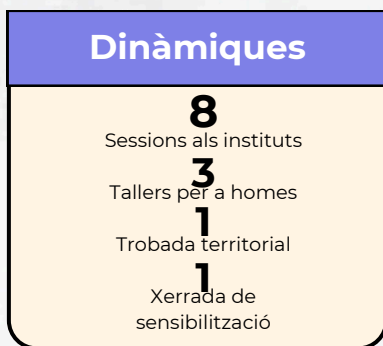 Dinàmiques
8
Sessions als instituts
3
Tallers per a homes
1
Trobada territorial
1
Xerrada de
sensibilització